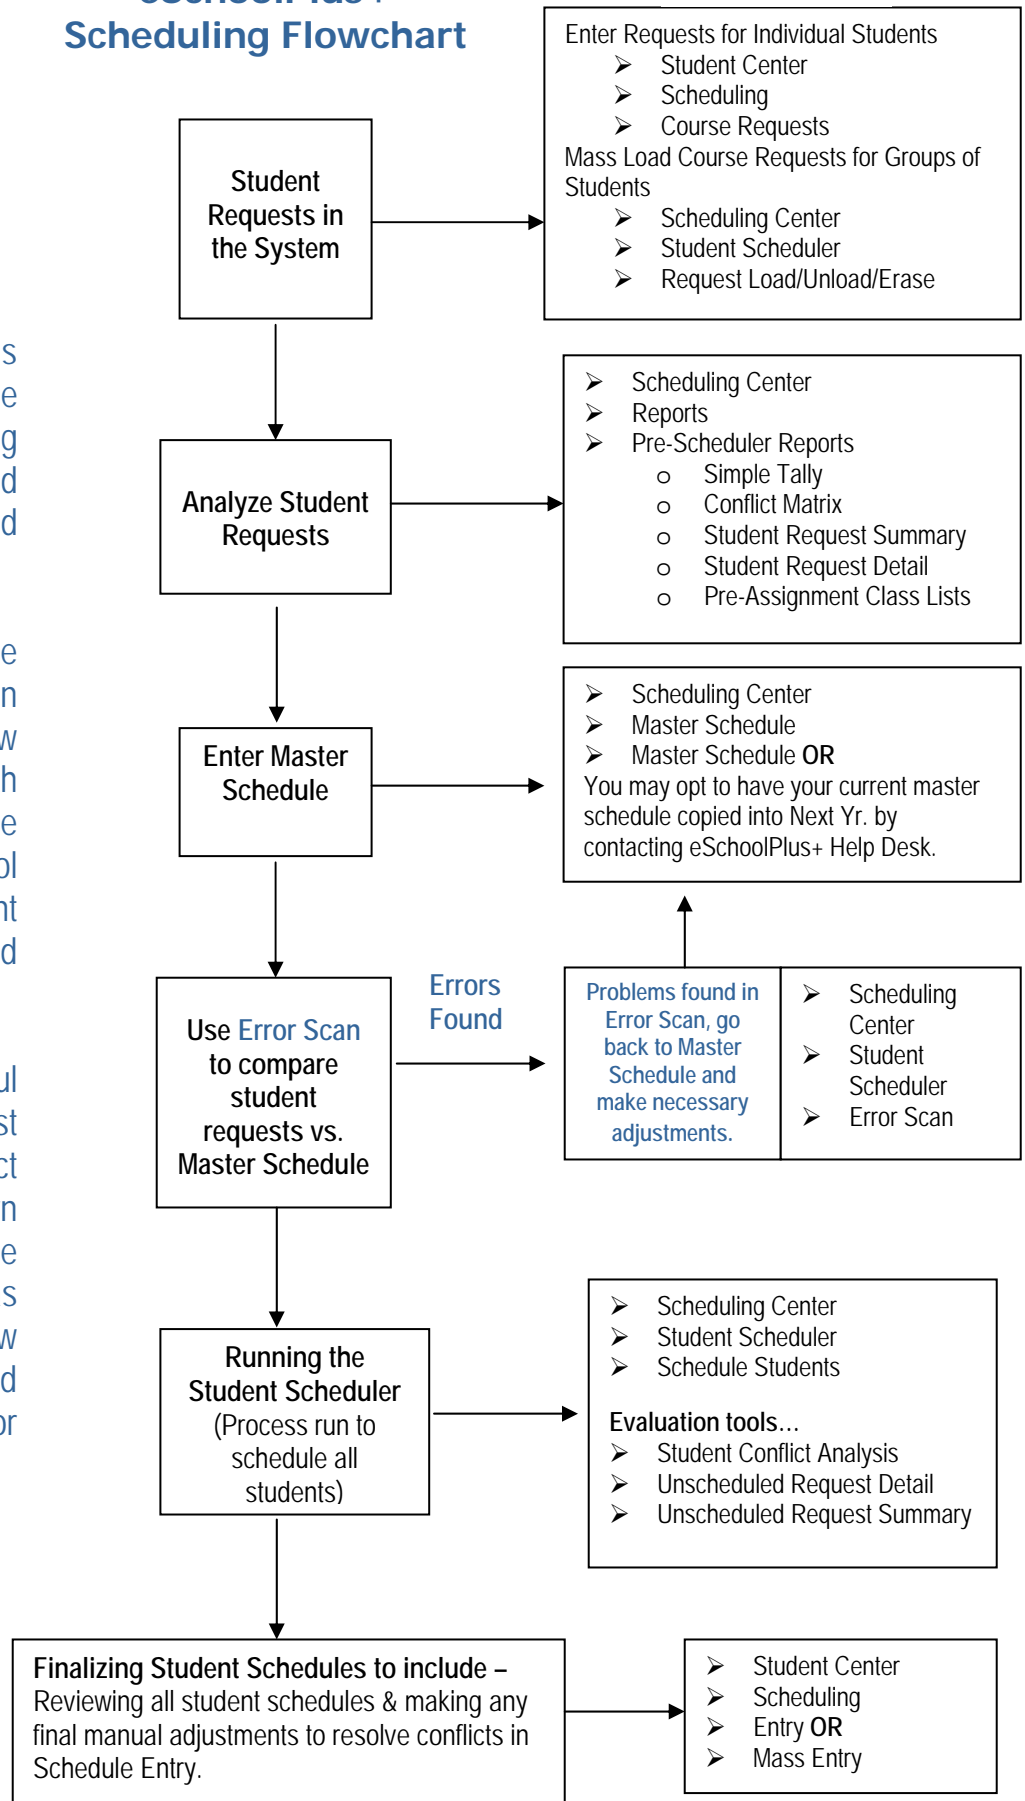 Scheduling Flowchart
Enter Requests for Individual Students
➢ Student Center
➢ Scheduling
➢ Course Requests
Mass Load Course Requests for Groups of
Students
➢ Scheduling Center
➢ Student Scheduler
➢ Request Load/Unload/Erase
Student
Requests in
the System
➢ Scheduling Center
➢ Reports
➢ Pre-Scheduler Reports
o Simple Tally
o Conflict Matrix
o Student Request Summary
o Student Request Detail
o Pre-Assignment Class Lists
Analyze Student
Requests
➢ Scheduling Center
➢ Master Schedule
➢ Master Schedule OR
You may opt to have your current master
schedule copied into Next Yr. by
contacting eSchoolPlus+ Help Desk.
Enter Master
Schedule
Use Error Scan
to compare
student
requests vs.
Master Schedule
Errors
Found
Problems found in
Error Scan, go
back to Master
Schedule and
make necessary
adjustments.
➢ Scheduling
Center
➢ Student
Scheduler
➢ Error Scan
Running the
Student Scheduler
(Process run to
schedule all
students)
➢ Scheduling Center
➢ Student Scheduler
➢ Schedule Students
Evaluation tools...
➢ Student Conflict Analysis
➢ Unscheduled Request Detail
➢ Unscheduled Request Summary
Finalizing Student Schedules to include –
Reviewing all student schedules & making any
final manual adjustments to resolve conflicts in
Schedule Entry.
➢ Student Center
➢ Scheduling
➢ Entry OR
➢ Mass Entry